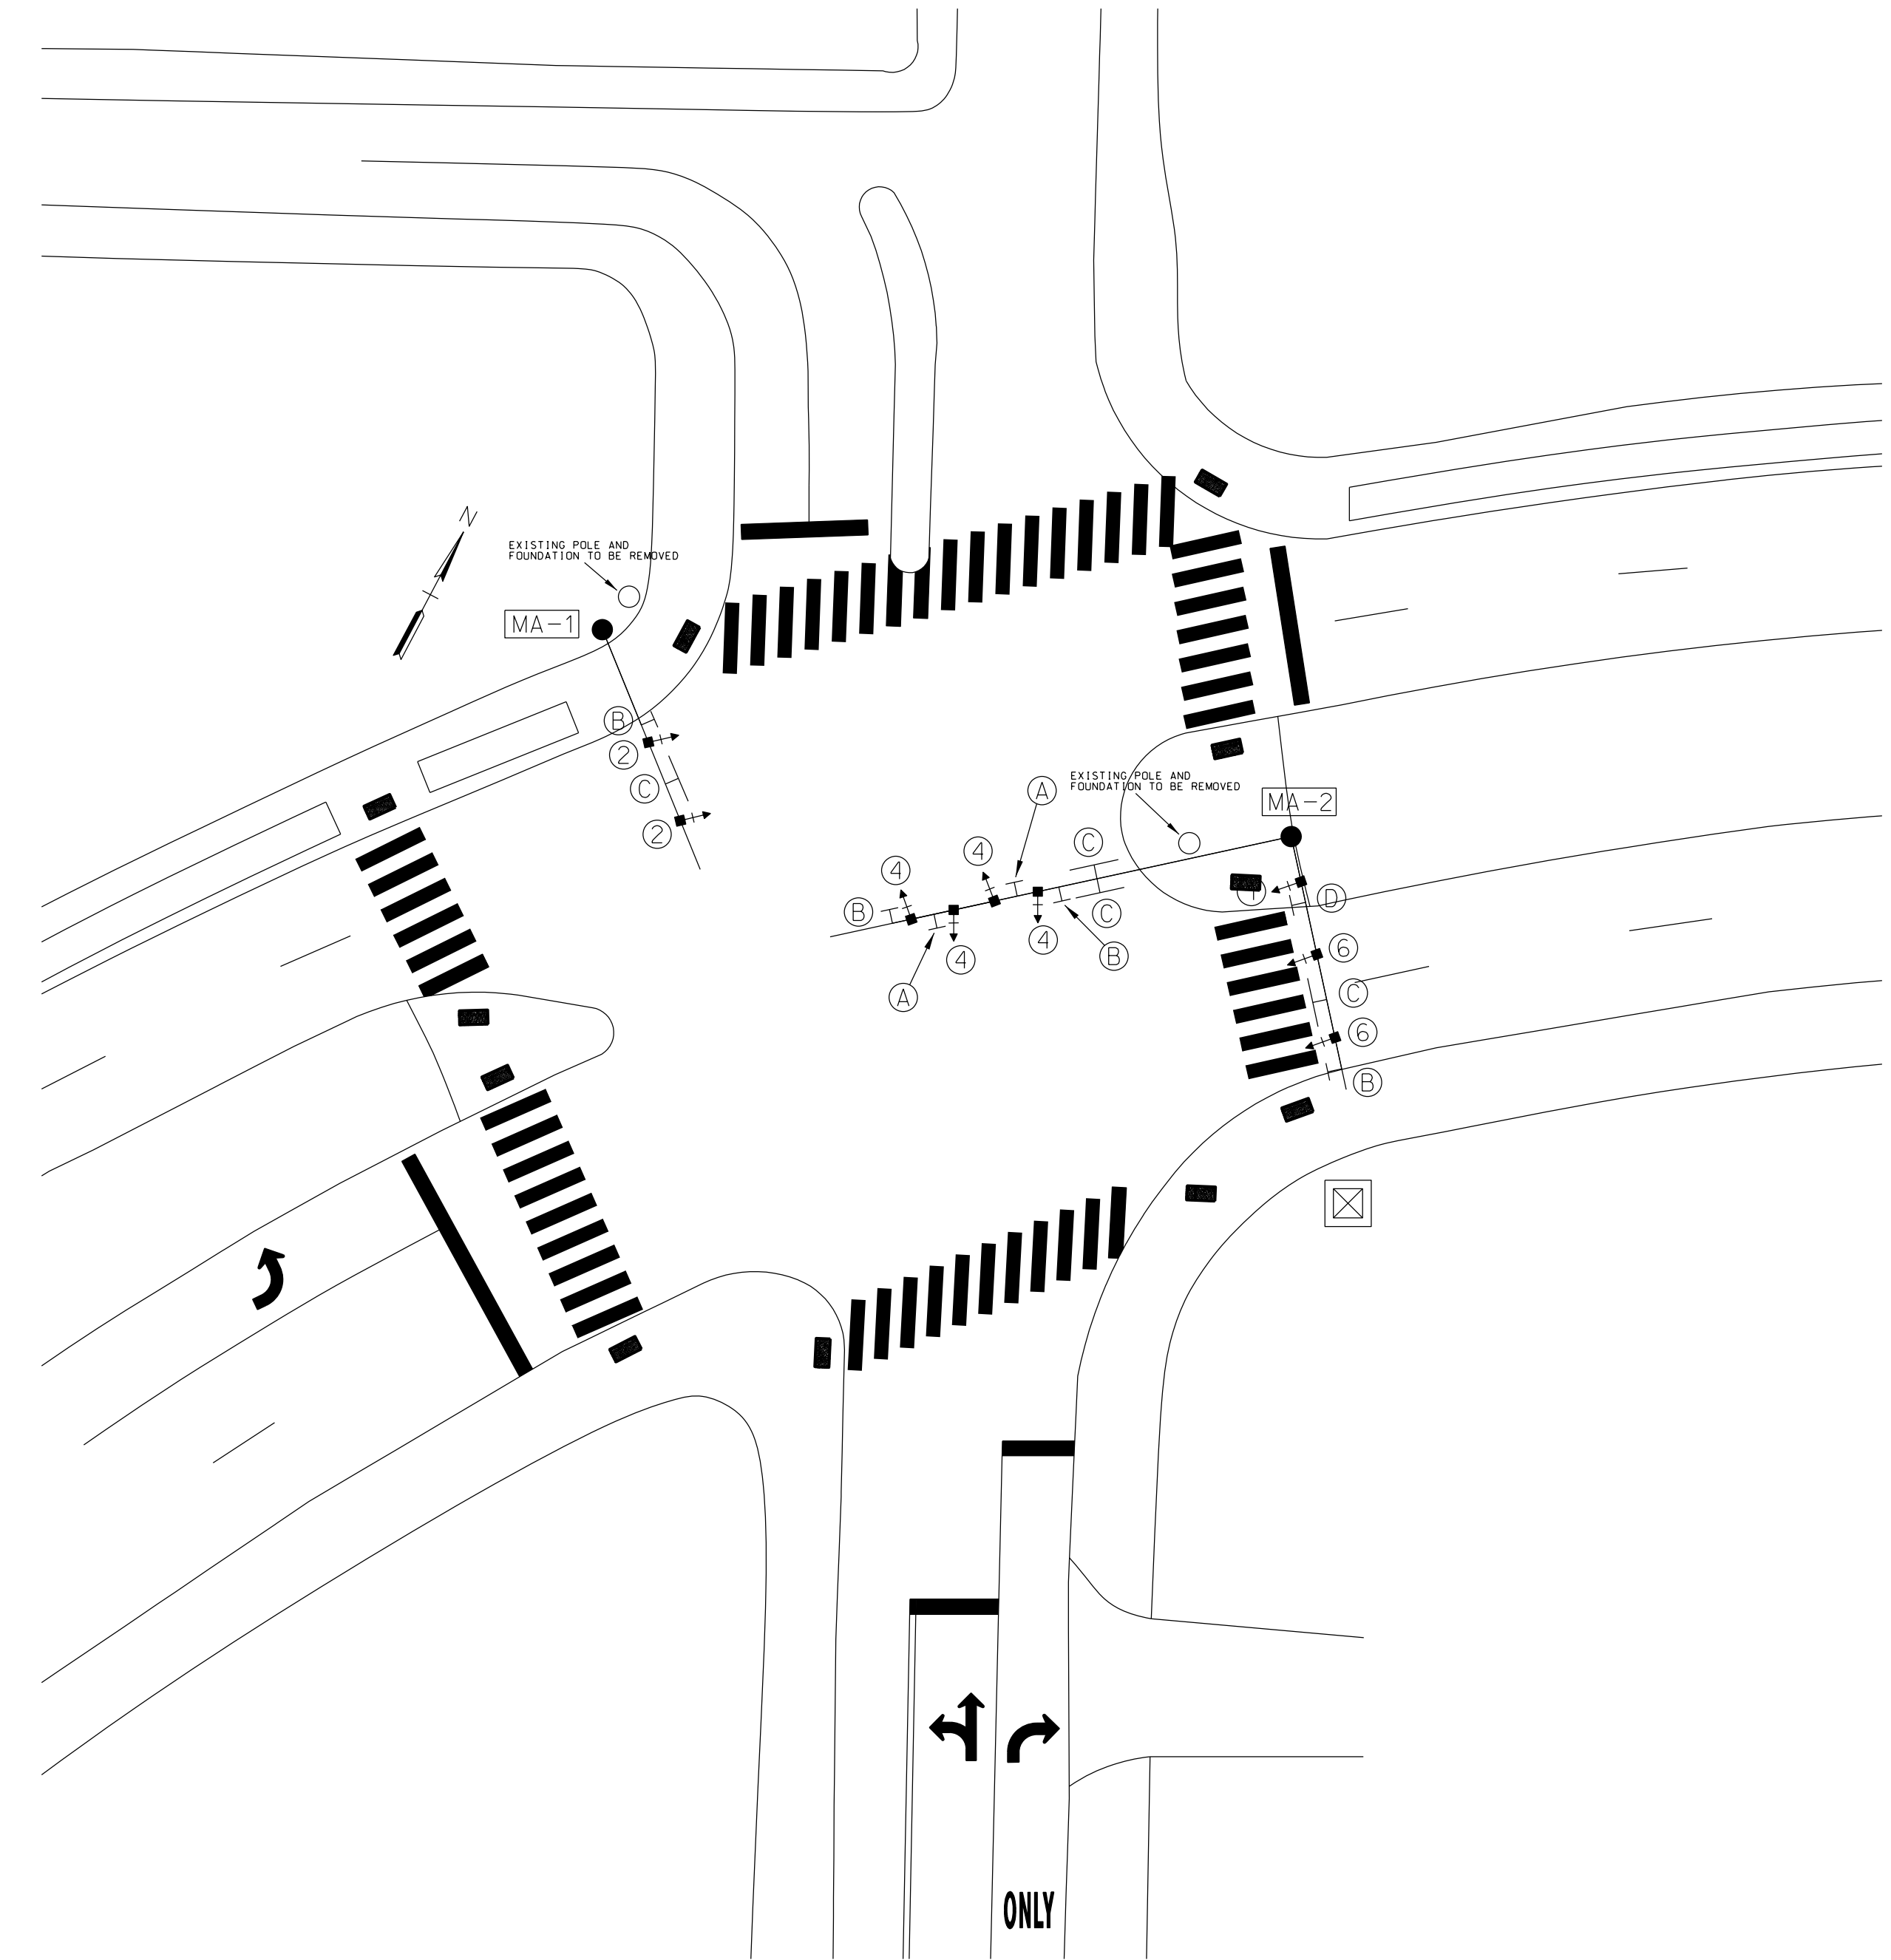 N
EXISTING POLE AND
FOUNDATION TO BE REMOVED
MA-1
B
2
C
2
EXISTING POLE AND
FOUNDATION TO BE REMOVED
A
MA-2
C
4
4
B
C
D
4
4
B
6
A
C
6
B
ONLY